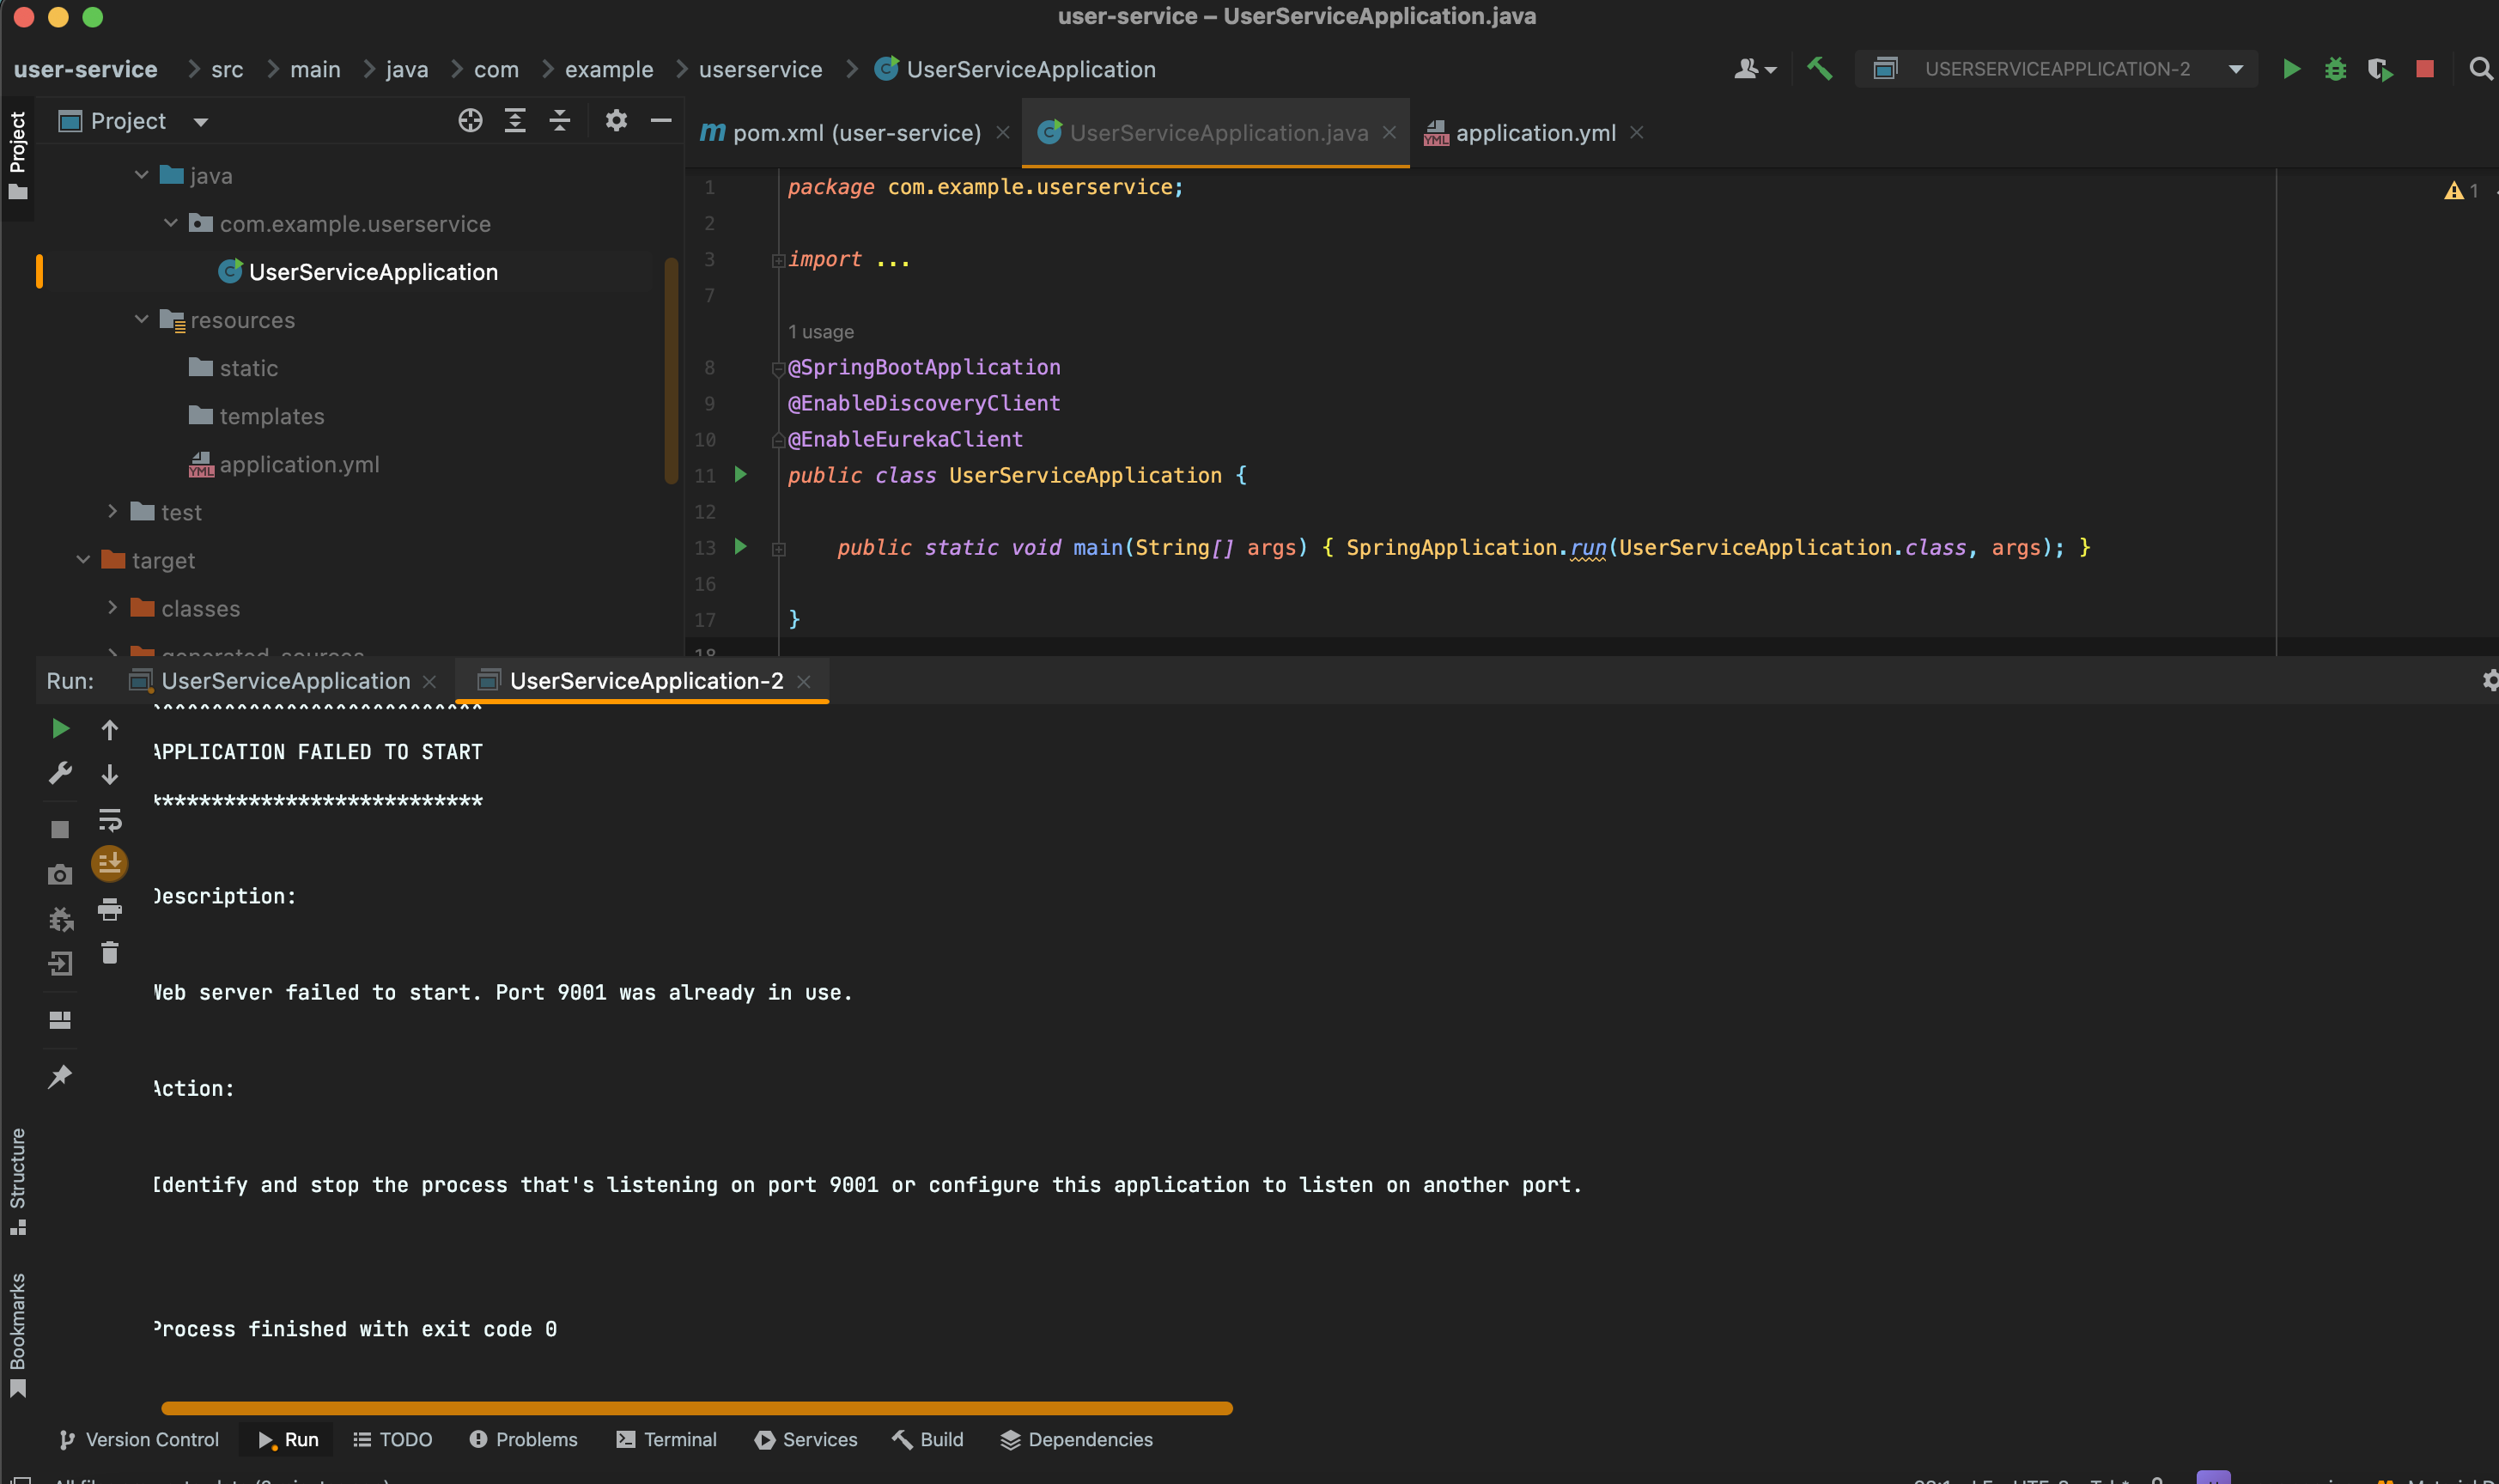 user-service – UserServiceApplication.java
user-service > src > main > java > com > example > userservice > UserServiceApplication
USERSERVICEAPPLICATION-2
Project
Project
java
com.example.userservice
UserServiceApplication
resources
static
templates
application.yml
test
target
classes
generated-sources
pom.xml (user-service)
UserServiceApplication.java
application.yml
1 package com.example.userservice;
2
3 import ...
7
1 usage
8 @SpringBootApplication
9 @EnableDiscoveryClient
10 @EnableEurekaClient
11 public class UserServiceApplication {
12
13 public static void main(String[] args) { SpringApplication.run(UserServiceApplication.class, args); }
16
17 }
18
1
Run:
UserServiceApplication
UserServiceApplication-2
***************************
APPLICATION FAILED TO START
***************************
Description:
Web server failed to start. Port 9001 was already in use.
Action:
Identify and stop the process that's listening on port 9001 or configure this application to listen on another port.
Process finished with exit code 0
Structure
Bookmarks
Version Control
Run
TODO
Problems
Terminal
Services
Build
Dependencies